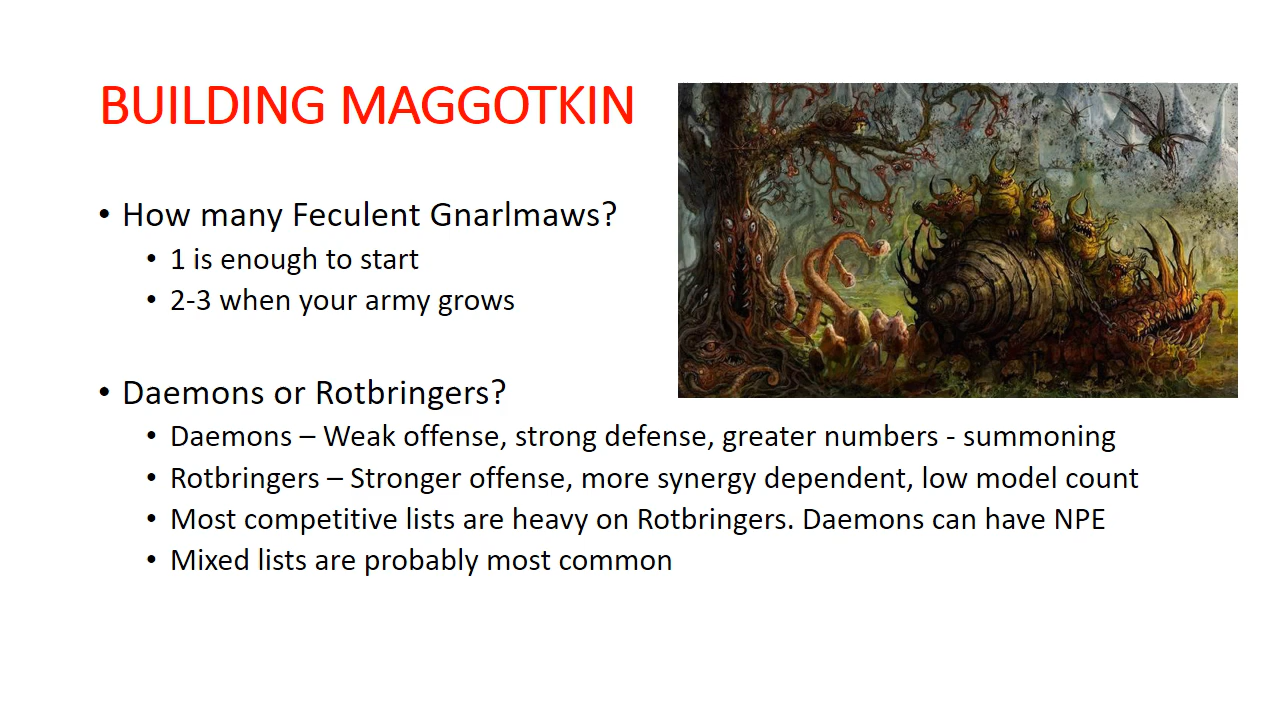 BUILDING MAGGOTKIN
• How many Feculent Gnarlmaws?
• 1 is enough to start
• 2-3 when your army grows
• Daemons or Rotbringers?
• Daemons – Weak offense, strong defense, greater numbers - summoning
• Rotbringers – Stronger offense, more synergy dependent, low model count
• Most competitive lists are heavy on Rotbringers. Daemons can have NPE
• Mixed lists are probably most common